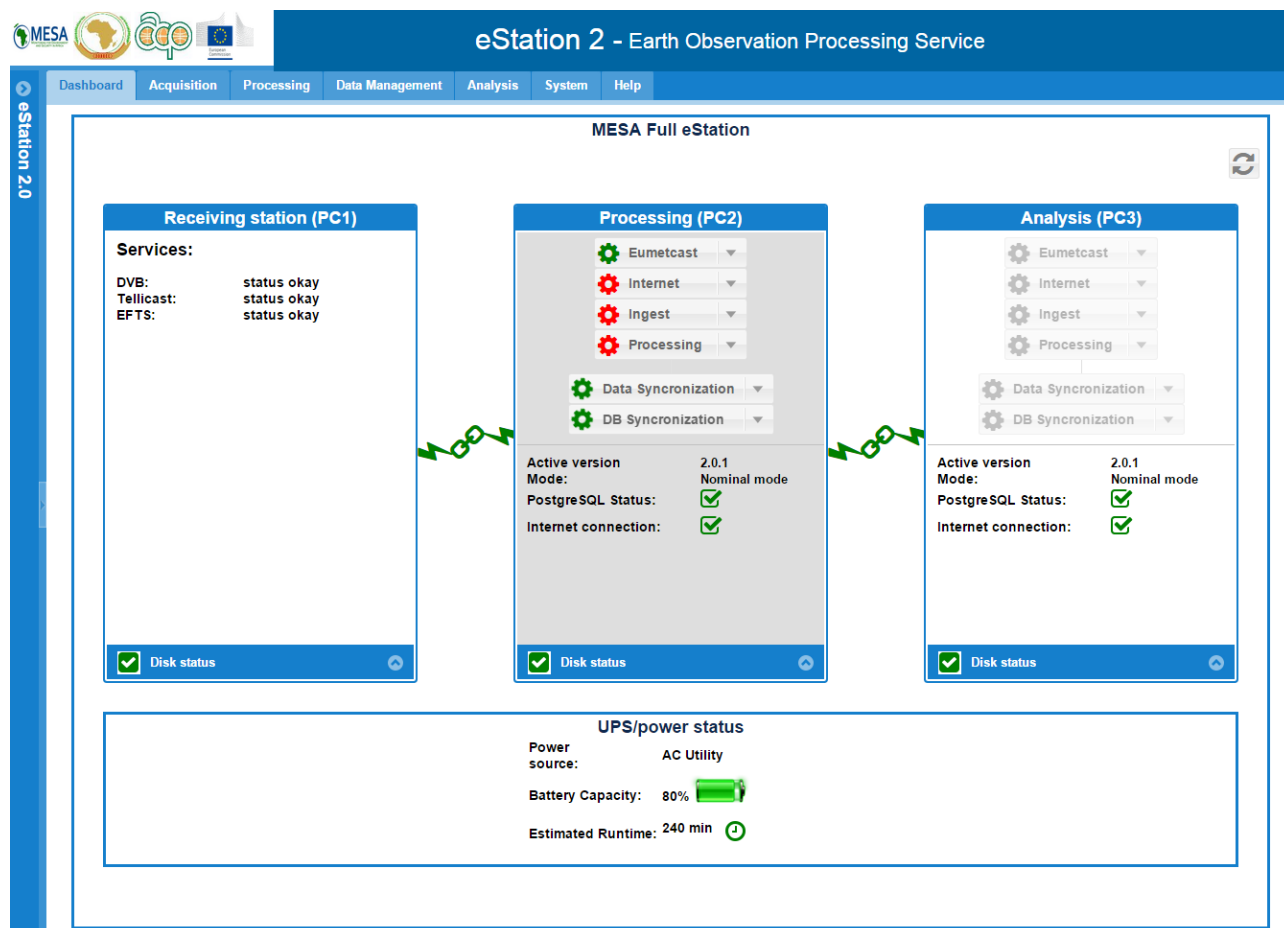 MESA
acp
European
Commission
eStation 2 - Earth Observation Processing Service
eStation 2.0
Dashboard Acquisition Processing Data Management Analysis System Help
MESA Full eStation
Receiving station (PC1)
Services:
DVB: status okay
Tellicast: status okay
EFTS: status okay
Disk status
Processing (PC2)
Eumetcast
Internet
Ingest
Processing
Data Syncronization
DB Syncronization
Active version 2.0.1
Mode: Nominal mode
PostgreSQL Status:
Internet connection:
Disk status
Analysis (PC3)
Eumetcast
Internet
Ingest
Processing
Data Syncronization
DB Syncronization
Active version 2.0.1
Mode: Nominal mode
PostgreSQL Status:
Internet connection:
Disk status
UPS/power status
Power
source: AC Utility
Battery Capacity: 80%
Estimated Runtime: 240 min